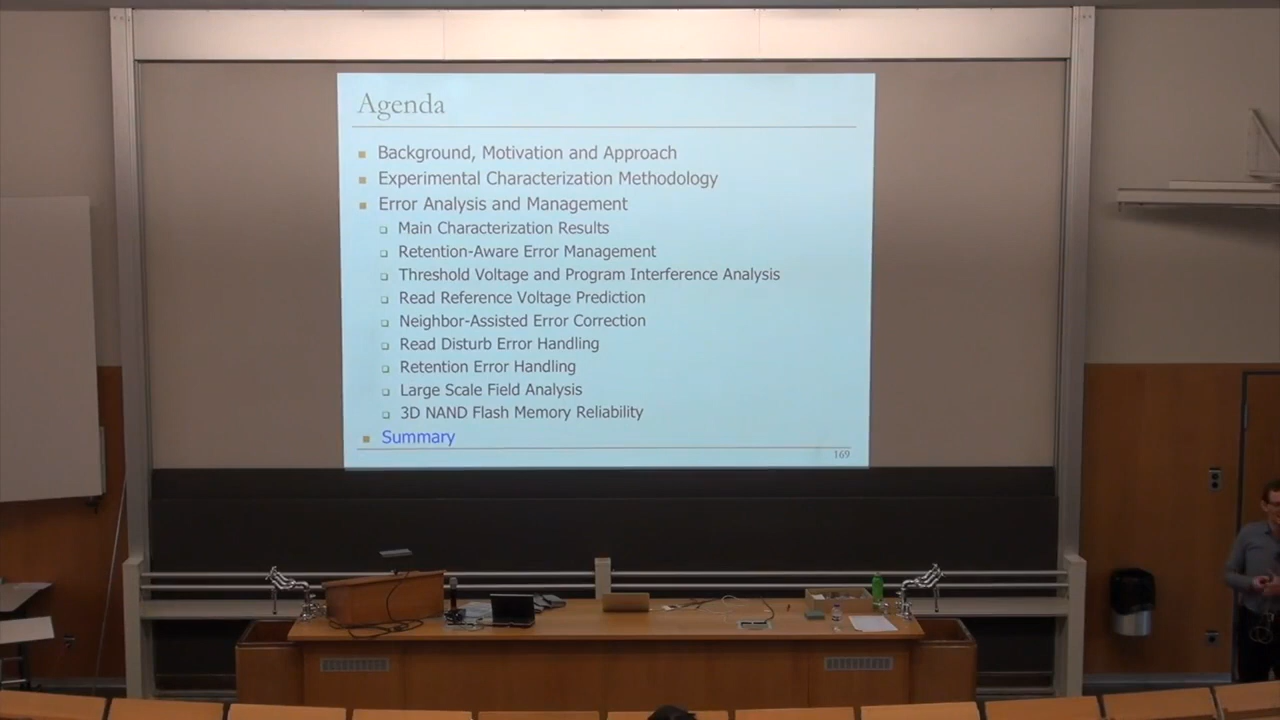 Agenda
Background, Motivation and Approach
Experimental Characterization Methodology
Error Analysis and Management
Main Characterization Results
Retention-Aware Error Management
Threshold Voltage and Program Interference Analysis
Read Reference Voltage Prediction
Neighbor-Assisted Error Correction
Read Disturb Error Handling
Retention Error Handling
Large Scale Field Analysis
3D NAND Flash Memory Reliability
Summary
169